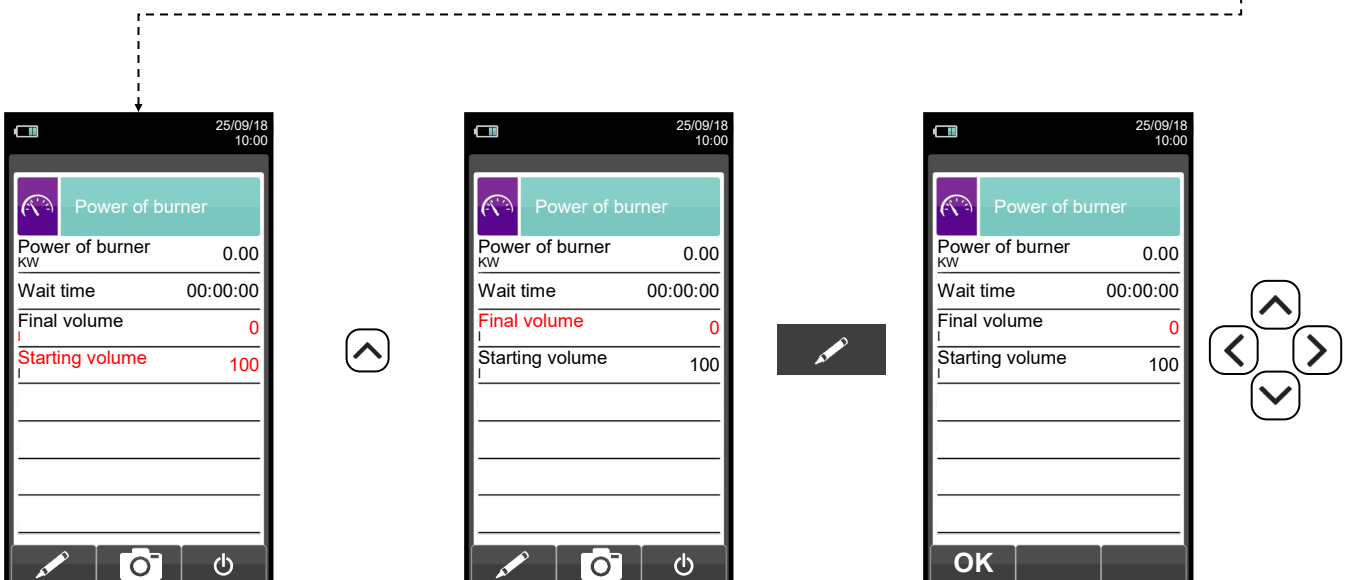 25/09/18
10:00
Power of burner
Power of burner
KW
0.00
Wait time
00:00:00
Final volume
l
0
Starting volume
l
100
25/09/18
10:00
Power of burner
Power of burner
KW
0.00
Wait time
00:00:00
Final volume
l
0
Starting volume
l
100
25/09/18
10:00
Power of burner
Power of burner
KW
0.00
Wait time
00:00:00
Final volume
l
0
Starting volume
l
100
OK